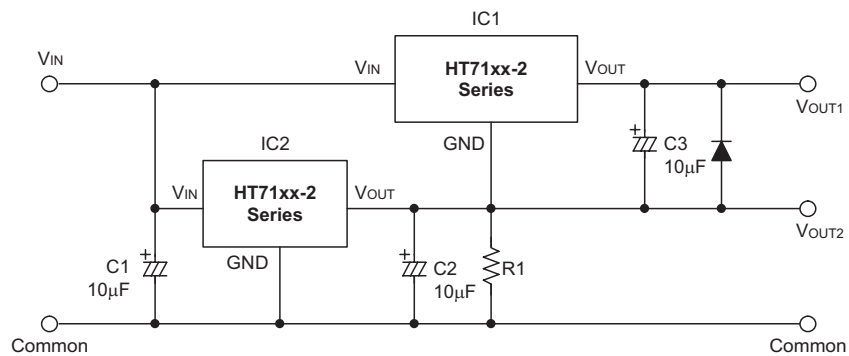 IC1
VIN
VIN
HT71xx-2
Series
VOUT
VOUT1
GND
C3
10μF
IC2
VIN
HT71xx-2
Series
VOUT
VOUT2
GND
C1
10μF
C2
10μF
R1
Common
Common